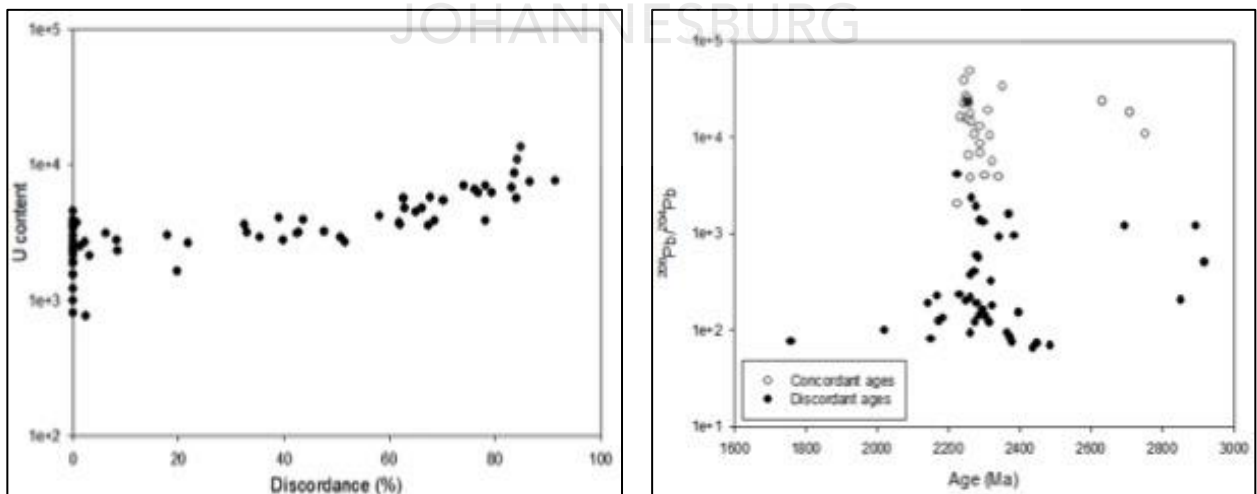 JOHANNESBURG
1e+5
1e+4
1e+3
1e+2
U content
0 20 40 60 80 100
Discordance (%)
1e+5
1e+4
1e+3
1e+2
1e+1
²⁰⁶Pb/²⁰⁴Pb
Concordant ages
Discordant ages
1600 1800 2000 2200 2400 2600 2800 3000
Age (Ma)